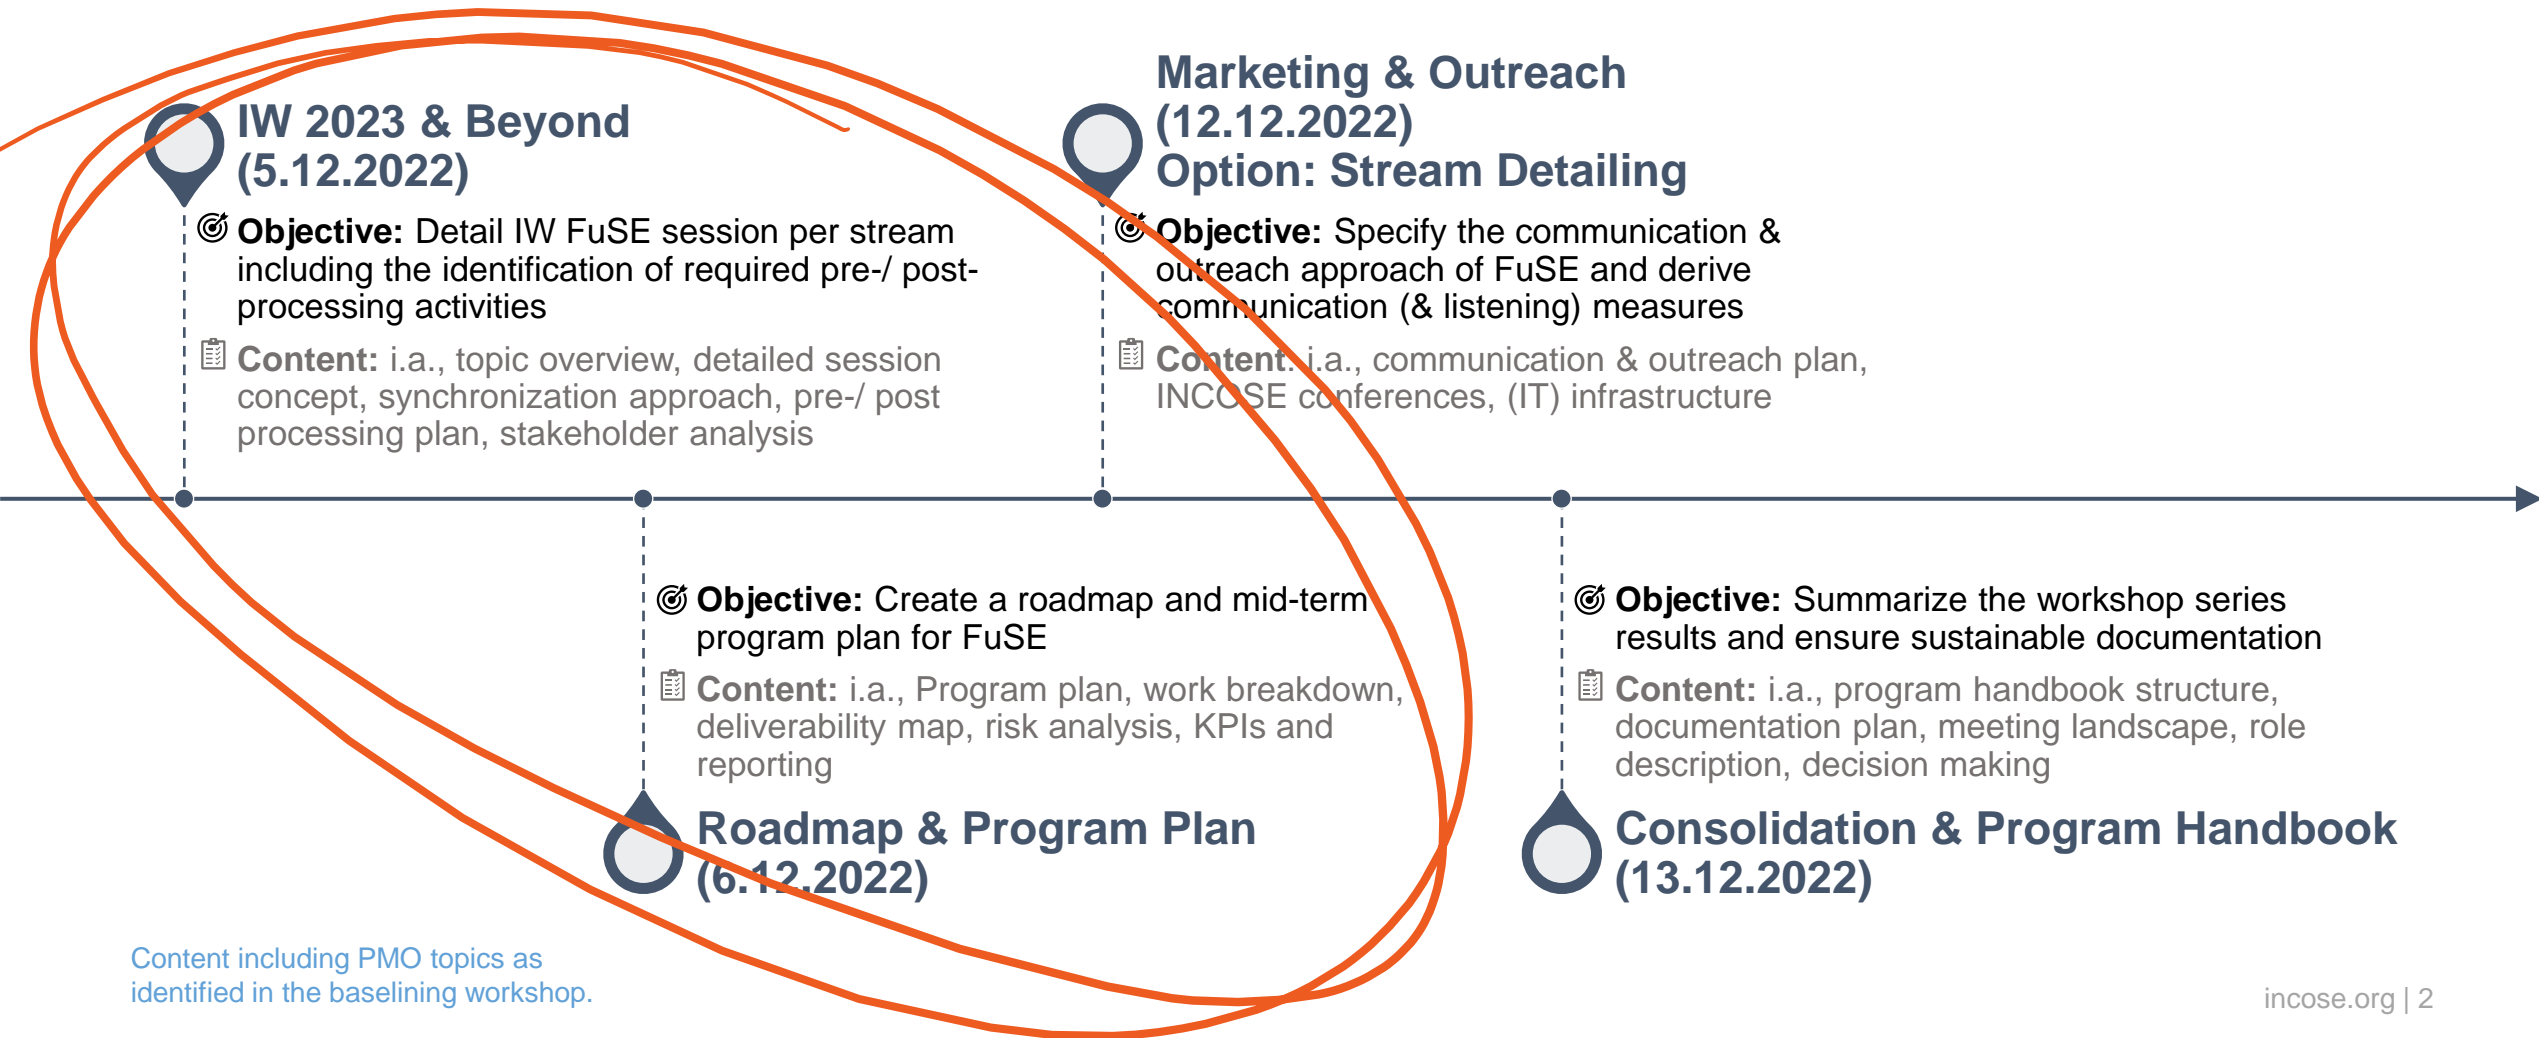 IW 2023 & Beyond
(5.12.2022)
Objective: Detail IW FuSE session per stream
including the identification of required pre-/ post-
processing activities
Content: i.a., topic overview, detailed session
concept, synchronization approach, pre-/ post
processing plan, stakeholder analysis
Marketing & Outreach
(12.12.2022)
Option: Stream Detailing
Objective: Specify the communication &
outreach approach of FuSE and derive
communication (& listening) measures
Content: i.a., communication & outreach plan,
INCOSE conferences, (IT) infrastructure
Objective: Create a roadmap and mid-term
program plan for FuSE
Content: i.a., Program plan, work breakdown,
deliverability map, risk analysis, KPIs and
reporting
Roadmap & Program Plan
(6.12.2022)
Objective: Summarize the workshop series
results and ensure sustainable documentation
Content: i.a., program handbook structure,
documentation plan, meeting landscape, role
description, decision making
Consolidation & Program Handbook
(13.12.2022)
Content including PMO topics as
identified in the baselining workshop.
incose.org | 2